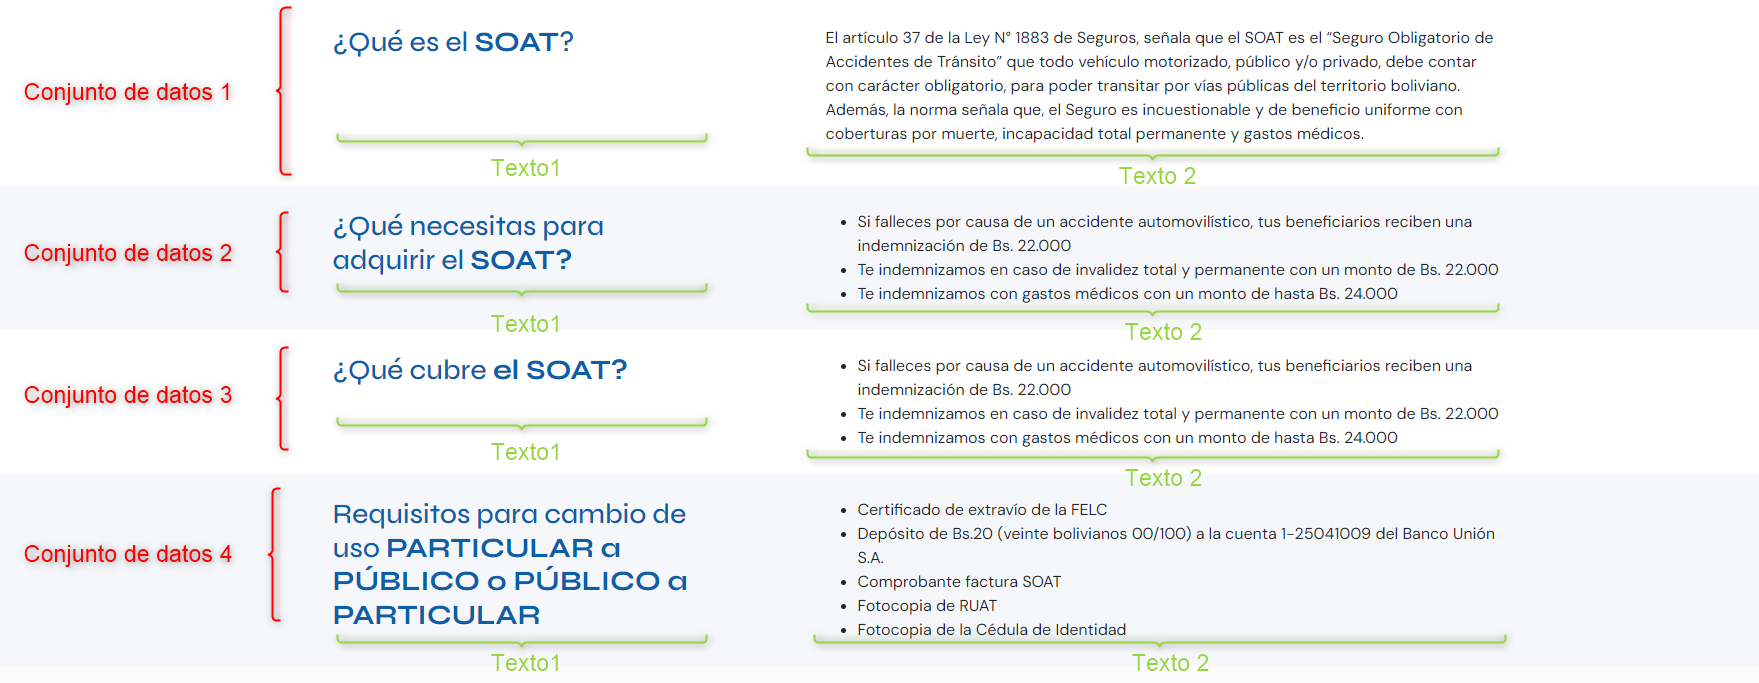 Conjunto de datos 1
¿Qué es el SOAT?
Texto1
El artículo 37 de la Ley N° 1883 de Seguros, señala que el SOAT es el “Seguro Obligatorio de
Accidentes de Tránsito” que todo vehículo motorizado, público y/o privado, debe contar
con carácter obligatorio, para poder transitar por vías públicas del territorio boliviano.
Además, la norma señala que, el Seguro es incuestionable y de beneficio uniforme con
coberturas por muerte, incapacidad total permanente y gastos médicos.
Texto 2
Conjunto de datos 2
¿Qué necesitas para
adquirir el SOAT?
Texto1
• Si falleces por causa de un accidente automovilístico, tus beneficiarios reciben una
indemnización de Bs. 22.000
• Te indemnizamos en caso de invalidez total y permanente con un monto de Bs. 22.000
• Te indemnizamos con gastos médicos con un monto de hasta Bs. 24.000
Texto 2
Conjunto de datos 3
¿Qué cubre el SOAT?
Texto1
• Si falleces por causa de un accidente automovilístico, tus beneficiarios reciben una
indemnización de Bs. 22.000
• Te indemnizamos en caso de invalidez total y permanente con un monto de Bs. 22.000
• Te indemnizamos con gastos médicos con un monto de hasta Bs. 24.000
Texto 2
Conjunto de datos 4
Requisitos para cambio de
uso PARTICULAR a
PÚBLICO o PÚBLICO a
PARTICULAR
Texto1
• Certificado de extravío de la FELC
• Depósito de Bs.20 (veinte bolivianos 00/100) a la cuenta 1-25041009 del Banco Unión
S.A.
• Comprobante factura SOAT
• Fotocopia de RUAT
• Fotocopia de la Cédula de Identidad
Texto 2